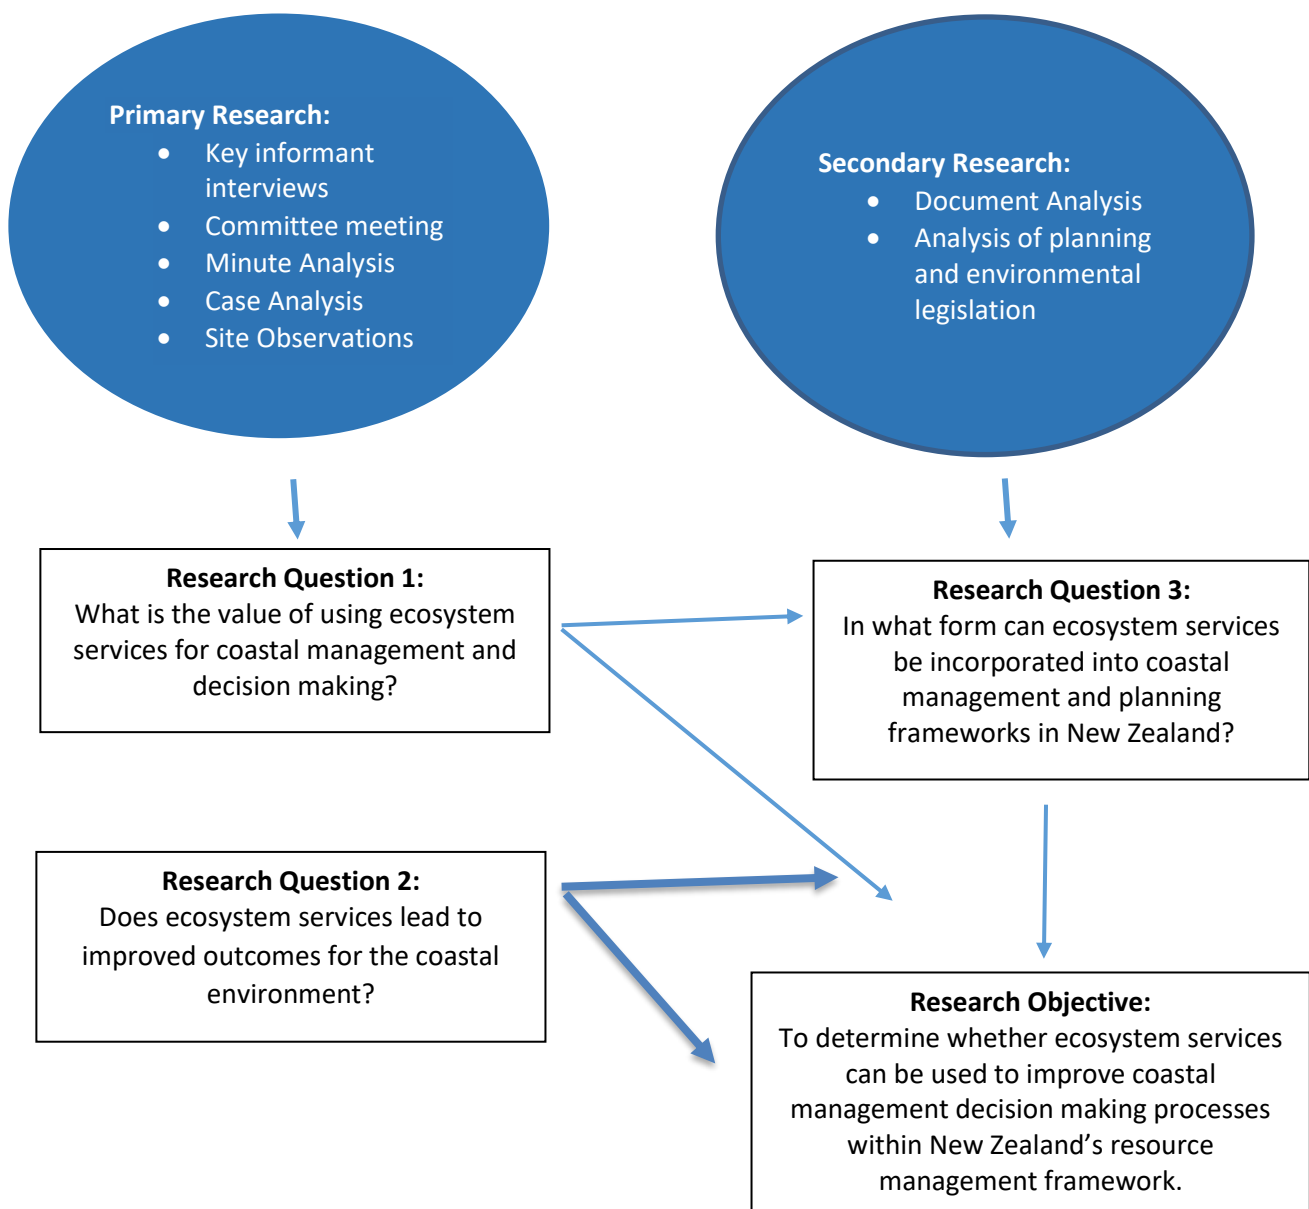 Primary Research:
• Key informant
interviews
• Committee meeting
• Minute Analysis
• Case Analysis
• Site Observations
Secondary Research:
• Document Analysis
• Analysis of planning
and environmental
legislation
Research Question 1:
What is the value of using ecosystem
services for coastal management and
decision making?
Research Question 3:
In what form can ecosystem services
be incorporated into coastal
management and planning
frameworks in New Zealand?
Research Question 2:
Does ecosystem services lead to
improved outcomes for the coastal
environment?
Research Objective:
To determine whether ecosystem services
can be used to improve coastal
management decision making processes
within New Zealand’s resource
management framework.